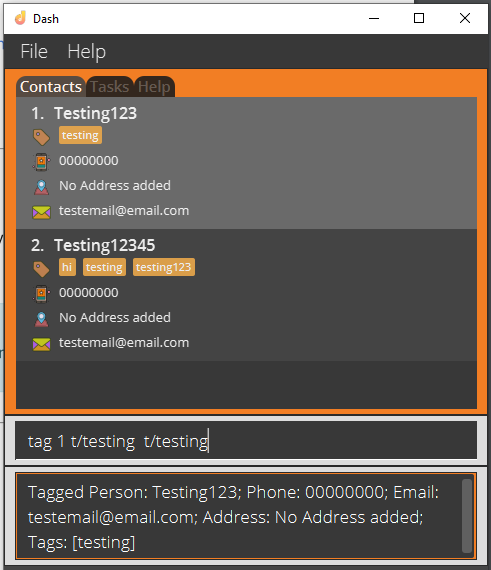 Dash
File Help
Contacts Tasks Help
1. Testing123
testing
00000000
No Address added
testemail@email.com
2. Testing12345
hi testing testing123
00000000
No Address added
testemail@email.com
tag 1 t/testing  t/testing
Tagged Person: Testing123; Phone: 00000000; Email:
testemail@email.com; Address: No Address added;
Tags: [testing]